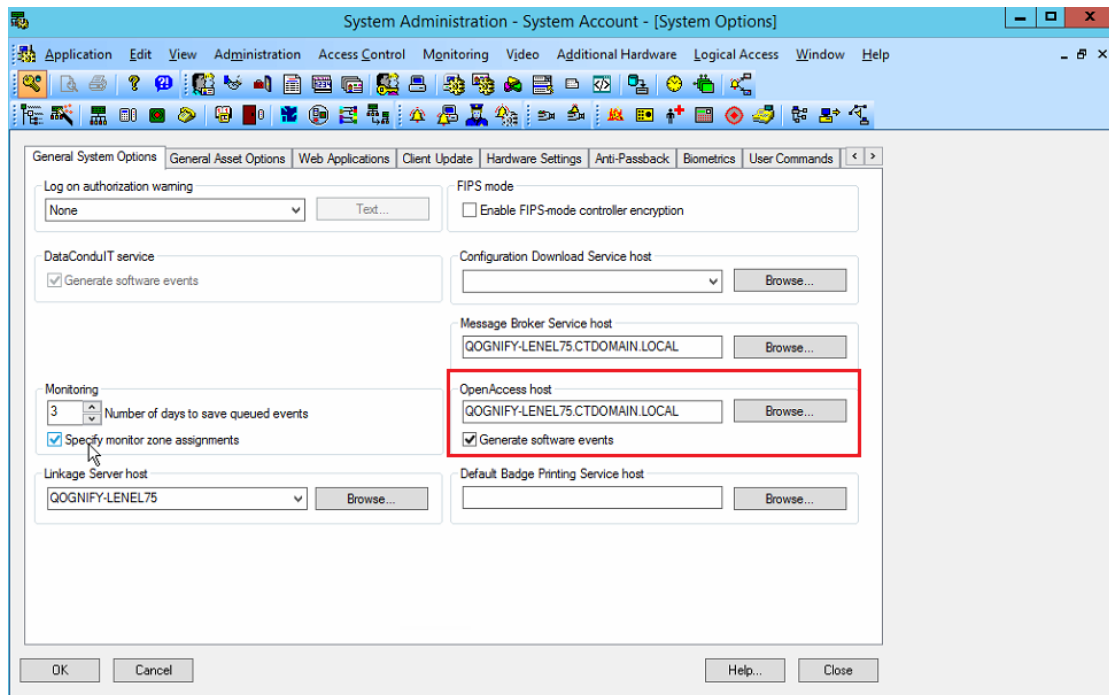 System Administration - System Account - [System Options]
Application Edit View Administration Access Control Monitoring Video Additional Hardware Logical Access Window Help
General System Options General Asset Options Web Applications Client Update Hardware Settings Anti-Passback Biometrics User Commands
Log on authorization warning
None
Text...
FIPS mode
Enable FIPS-mode controller encryption
DataConduIT service
Generate software events
Configuration Download Service host
Browse...
Message Broker Service host
QOGNIFY-LENEL75.CTDOMAIN.LOCAL
Browse...
Monitoring
3 Number of days to save queued events
Specify monitor zone assignments
OpenAccess host
QOGNIFY-LENEL75.CTDOMAIN.LOCAL
Browse...
Generate software events
Linkage Server host
QOGNIFY-LENEL75
Browse...
Default Badge Printing Service host
Browse...
OK Cancel Help... Close